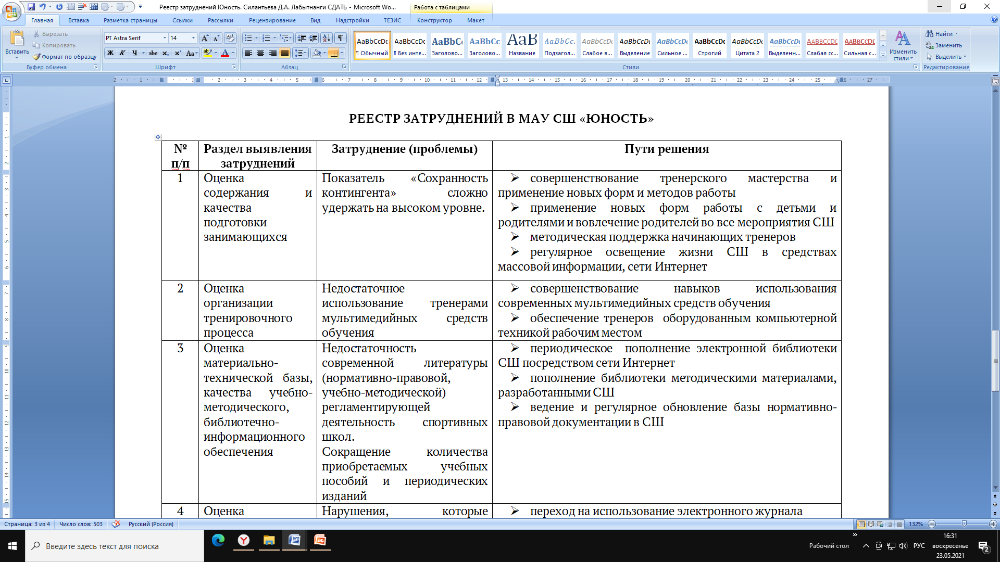 Реестр затруднений Юность. Силантьева Д.А. Лабытнанги СДАТЬ - Microsoft Wo...
Работа с таблицами
Главная
Вставка
Разметка страницы
Ссылки
Рассылки
Рецензирование
Вид
Надстройки
ТЕЗИС
Конструктор
Макет
Вставить
Вырезать
Копировать
Формат по образцу
Буфер обмена
PT Astra Serif
14
Шрифт
Абзац
AaBbCcDc
¶ Обычный
AaBbCcDc
¶ Без инте...
AaBbCc
Заголово...
AaBbCc
Заголово...
AaB
Название
AaBbCc.
Подзагол...
AaBbCcDc
Слабое в...
AaBbCcDc
Выделение
AaBbCcDc
Сильное ...
AaBbCcDc
Строгий
AaBbCcDc
Цитата 2
AaBbCcDc
Выделенн...
AABBCCDE
Слабая сс...
AABBCCDE
Сильная с...
Изменить стили
Стили
Найти
Заменить
Выделить
Редактирование
РЕЕСТР ЗАТРУДНЕНИЙ В МАУ СШ «ЮНОСТЬ»
№ п/п
Раздел выявления
затруднений
Затруднение (проблемы)
Пути решения
1
Оценка
содержания и
качества
подготовки
занимающихся
Показатель «Сохранность
контингента» сложно
удержать на высоком уровне.
➢ совершенствование тренерского мастерства и
применение новых форм и методов работы
➢ применение новых форм работы с детьми и
родителями и вовлечение родителей во все мероприятия СШ
➢ методическая поддержка начинающих тренеров
➢ регулярное освещение жизни СШ в средствах
массовой информации, сети Интернет
2
Оценка
организации
тренировочного
процесса
Недостаточное
использование тренерами
мультимедийных средств
обучения
➢ совершенствование навыков использования
современных мультимедийных средств обучения
➢ обеспечение тренеров оборудованным компьютерной
техникой рабочим местом
3
Оценка
материально-
технической базы,
качества учебно-
методического,
библиотечно-
информационного
обеспечения
Недостаточность
современной литературы
(нормативно-правовой,
учебно-методической)
регламентирующей
деятельность спортивных
школ.
Сокращение количества
приобретаемых учебных
пособий и периодических
изданий
➢ периодическое пополнение электронной библиотеки
СШ посредством сети Интернет
➢ пополнение библиотеки методическими материалами,
разработанными СШ
➢ ведение и регулярное обновление базы нормативно-
правовой документации в СШ
4
Оценка
Нарушения, которые
➢ переход на использование электронного журнала
Страница: 3 из 4
Число слов: 503
Русский (Россия)
132%
Введите здесь текст для поиска
Рабочий стол
РУС
16:31
воскресенье
23.05.2021
2